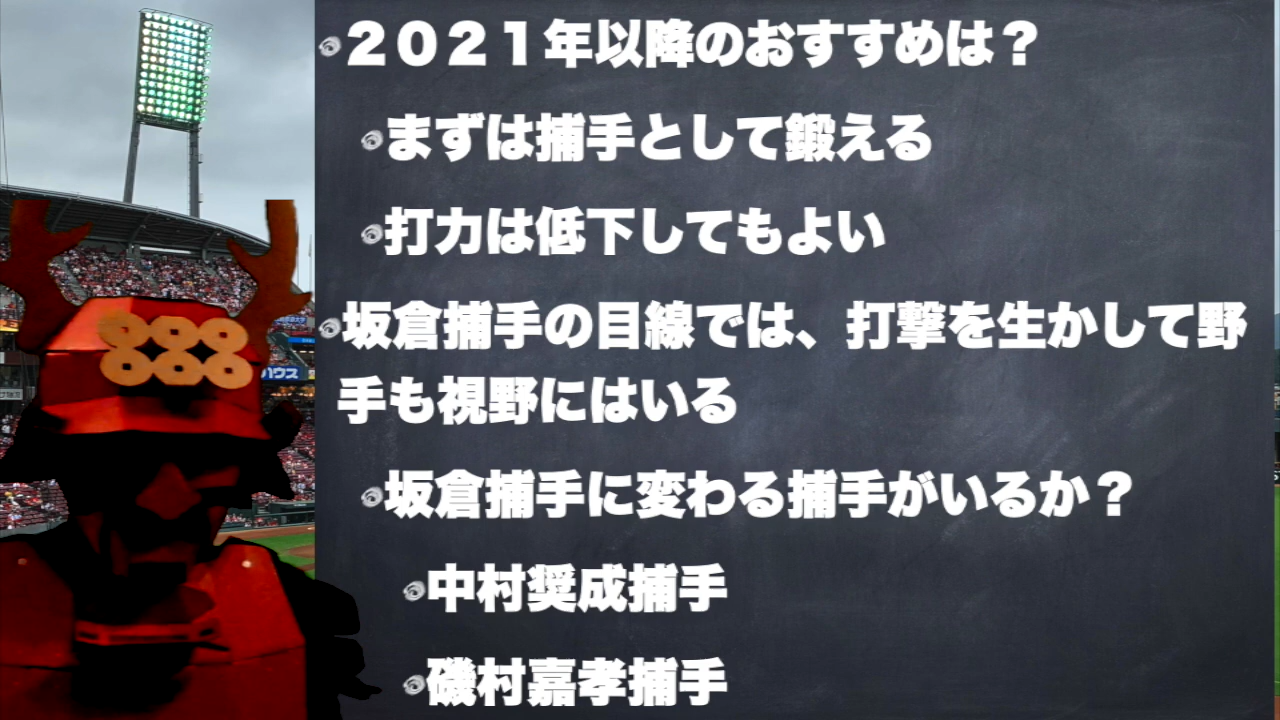 ２０２１年以降のおすすめは？
まずは捕手として鍛える
打力は低下してもよい
坂倉捕手の目線では、打撃を生かして野
手も視野にはいる
坂倉捕手に変わる捕手がいるか？
中村奨成捕手
磯村嘉孝捕手
ハウス